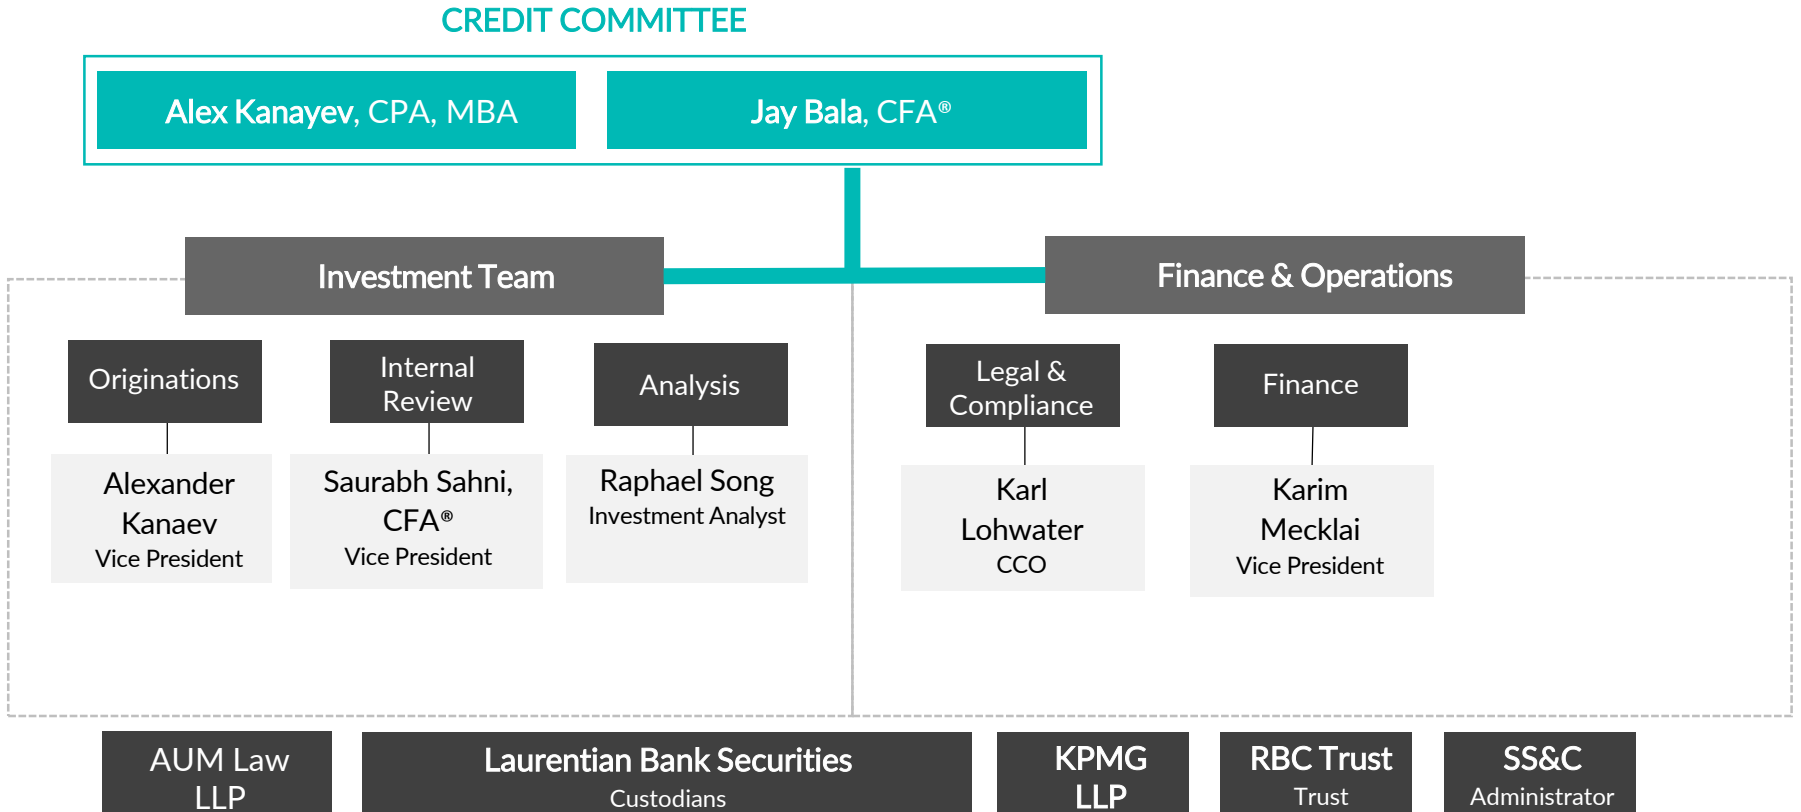 CREDIT COMMITTEE
Alex Kanayev, CPA, MBA
Jay Bala, CFA®
Investment Team
Finance & Operations
Originations
Internal
Review
Analysis
Legal &
Compliance
Finance
Alexander
Kanaev
Vice President
Saurabh Sahni,
CFA®
Vice President
Raphael Song
Investment Analyst
Karl
Lohwater
CCO
Karim
Mecklai
Vice President
AUM Law
LLP
Laurentian Bank Securities
Custodians
KPMG
LLP
RBC Trust
Trust
SS&C
Administrator